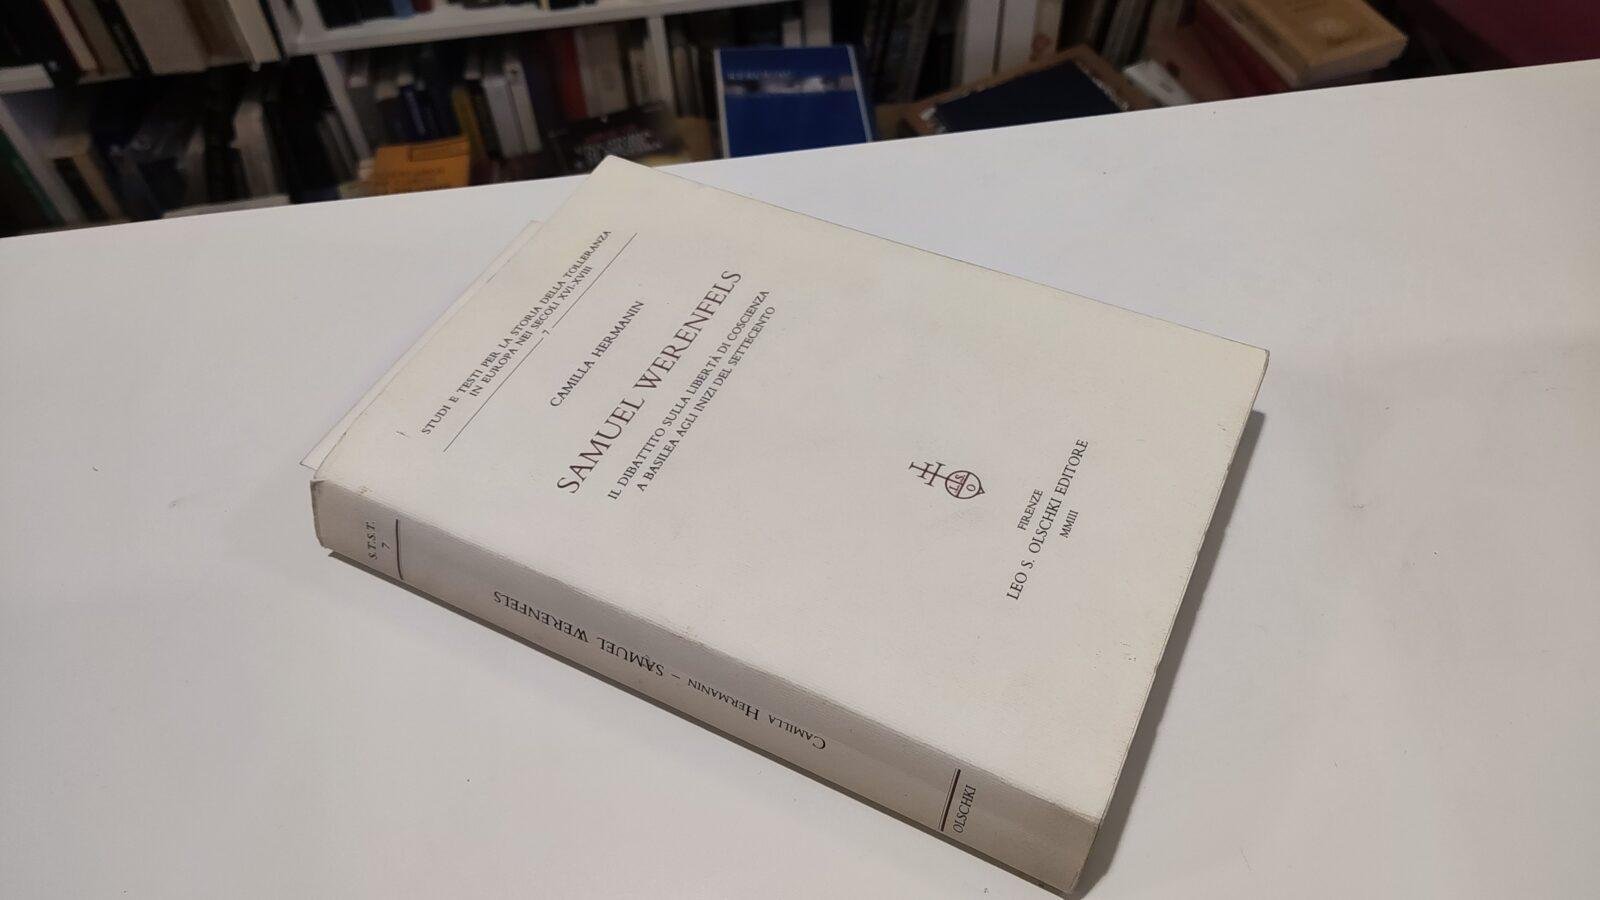 STUDI E TESTI PER LA STORIA DELLA TOLLERANZA
IN EUROPA NEI SECOLI XVI-XVIII
7
CAMILLA HERMANIN
SAMUEL WERENFELS
IL DIBATTITO SULLA LIBERTÀ DI COSCIENZA
A BASILEA AGLI INIZI DEL SETTECENTO
FIRENZE
LEO S. OLSCHKI EDITORE
MMIII
S.T.S.T.
7
CAMILLA HERMANIN – SAMUEL WERENFELS
OLSCHKI